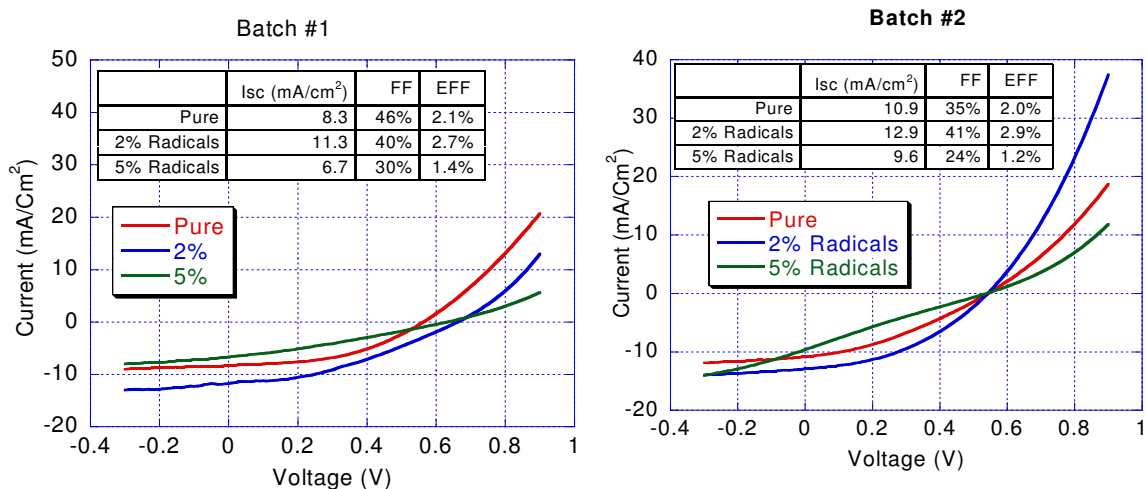 Batch #1
50
40
30
20
10
0
-10
-20
Current (mA/Cm²)
Isc (mA/cm²) FF EFF
Pure 8.3 46% 2.1%
2% Radicals 11.3 40% 2.7%
5% Radicals 6.7 30% 1.4%
Pure
2%
5%
-0.4 -0.2 0 0.2 0.4 0.6 0.8 1
Voltage (V)
Batch #2
40
30
20
10
0
-10
-20
Current (mA/Cm²)
Isc (mA/cm²) FF EFF
Pure 10.9 35% 2.0%
2% Radicals 12.9 41% 2.9%
5% Radicals 9.6 24% 1.2%
Pure
2% Radicals
5% Radicals
-0.4 -0.2 0 0.2 0.4 0.6 0.8 1
Voltage (V)